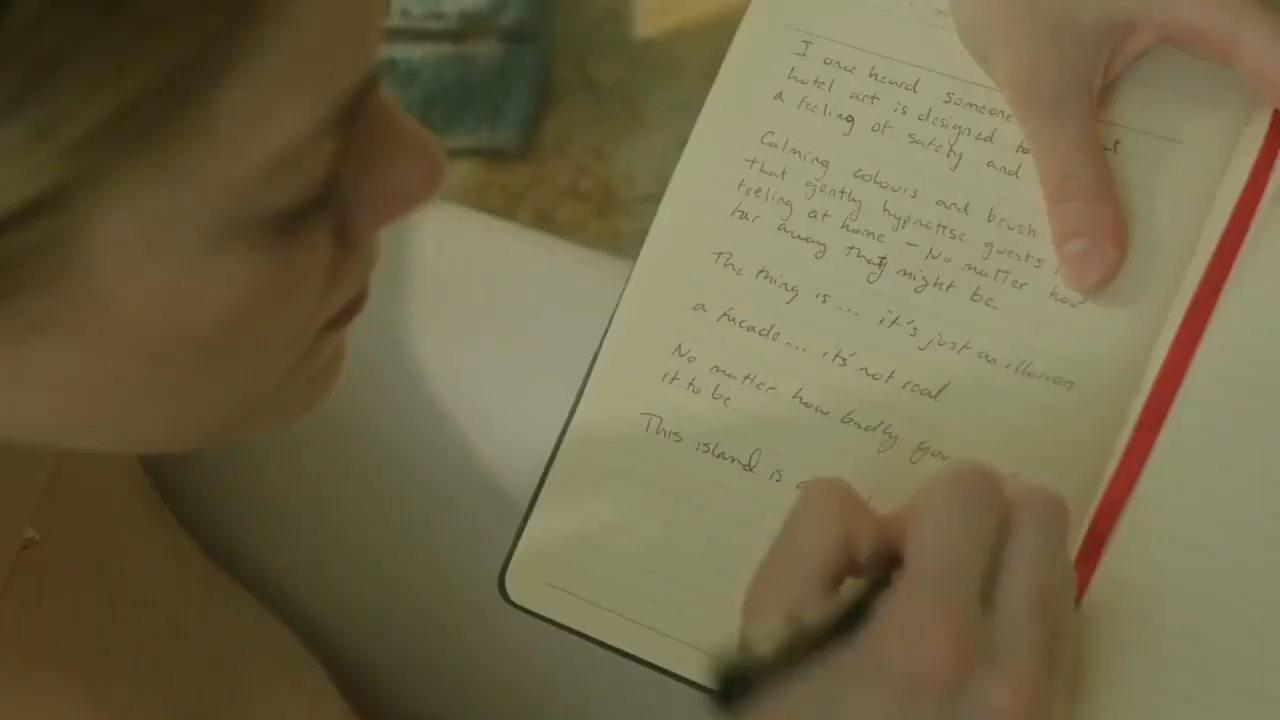 I once heard someone
hotel art is designed to
a feeling of safety and
Calming colours and brush
that gently hypnotise guests
feeling at home - No matter how
far away that might be.
The thing is... it's just an illusion
a facade... it's not real
No matter how badly you
it to be.
This island is